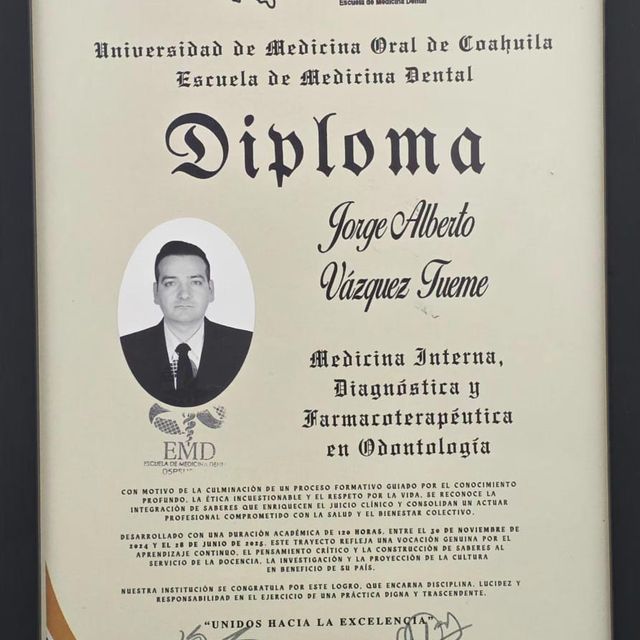 Escuela de Medicina Dental
Universidad de Medicina Oral de Coahuila
Escuela de Medicina Dental
Diploma
Jorge Alberto
Vázquez Tueme
Medicina Interna,
Diagnóstica y
Farmacoterapéutica
en Odontología
EMD
ESCUELA DE MEDICINA DENTAL
CON MOTIVO DE LA CULMINACIÓN DE UN PROCESO FORMATIVO GUIADO POR EL CONOCIMIENTO
PROFUNDO, LA ÉTICA INCUESTIONABLE Y EL RESPETO POR LA VIDA, SE RECONOCE LA
INTEGRACIÓN DE SABERES QUE ENRIQUECEN EL JUICIO CLÍNICO Y CONSOLIDAN UN ACTUAR
PROFESIONAL COMPROMETIDO CON LA SALUD Y EL BIENESTAR COLECTIVO.
DESARROLLADO CON UNA DURACIÓN ACADÉMICA DE 120 HORAS, ENTRE EL 30 DE NOVIEMBRE DE
2024 Y EL 28 DE JUNIO DE 2025, ESTE TRAYECTO REFLEJA UNA VOCACIÓN GENUINA POR EL
APRENDIZAJE CONTINUO, EL PENSAMIENTO CRÍTICO Y LA CONSTRUCCIÓN DE SABERES AL
SERVICIO DE LA DOCENCIA, LA INVESTIGACIÓN Y LA PROYECCIÓN DE LA CULTURA
EN BENEFICIO DE SU PAÍS.
NUESTRA INSTITUCIÓN SE CONGRATULA POR ESTE LOGRO, QUE ENCARNA DISCIPLINA, LUCIDEZ Y
RESPONSABILIDAD EN EL EJERCICIO DE UNA PRÁCTICA DIGNA Y TRASCENDENTE.
"UNIDOS HACIA LA EXCELENCIA"